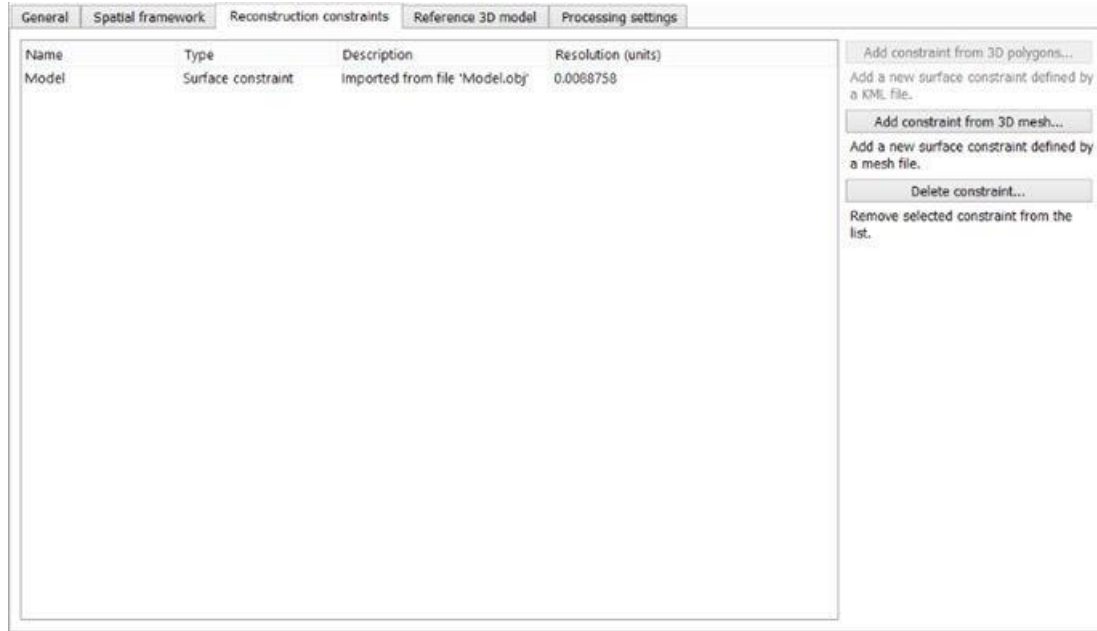 General Spatial framework Reconstruction constraints Reference 3D model Processing settings
Name Type Description Resolution (units)
Model Surface constraint Imported from file 'Model.obj' 0.0088758
Add constraint from 3D polygons...
Add a new surface constraint defined by
a KML file.
Add constraint from 3D mesh...
Add a new surface constraint defined by
a mesh file.
Delete constraint...
Remove selected constraint from the
list.